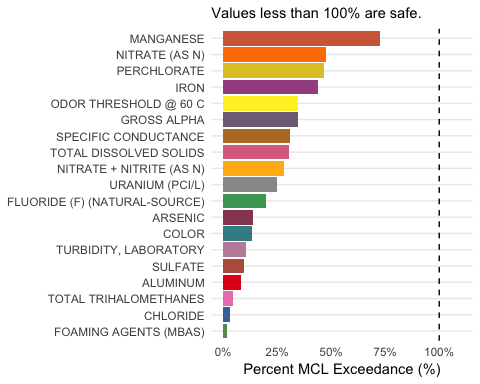 Values less than 100% are safe.
MANGANESE
NITRATE (AS N)
PERCHLORATE
IRON
ODOR THRESHOLD @ 60 C
GROSS ALPHA
SPECIFIC CONDUCTANCE
TOTAL DISSOLVED SOLIDS
NITRATE + NITRITE (AS N)
URANIUM (PCI/L)
FLUORIDE (F) (NATURAL-SOURCE)
ARSENIC
COLOR
TURBIDITY, LABORATORY
SULFATE
ALUMINUM
TOTAL TRIHALOMETHANES
CHLORIDE
FOAMING AGENTS (MBAS)
0% 25% 50% 75% 100%
Percent MCL Exceedance (%)